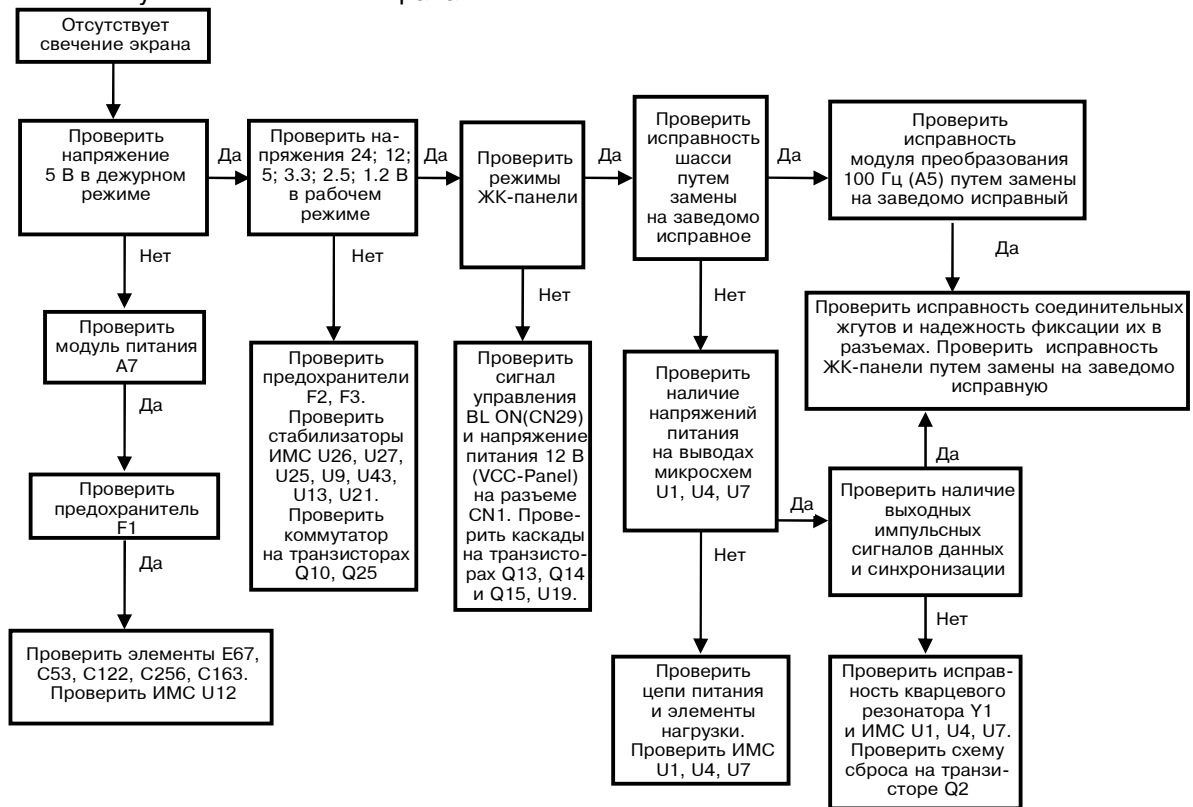 Отсутствует
свечение экрана
Проверить
напряжение
5 В в дежурном
режиме
Да
Проверить на-
пряжения 24; 12;
5; 3.3; 2.5; 1.2 В
в рабочем
режиме
Да
Проверить
режимы
ЖК-панели
Да
Проверить
исправность
шасси
путем
замены
на заведомо
исправное
Да
Проверить
исправность
модуля преобразования
100 Гц (А5) путем замены
на заведомо исправный
Нет
Нет
Нет
Нет
Да
Проверить
модуль питания
А7
Да
Проверить
предохранитель
F1
Да
Проверить элементы E67,
C53, C122, C256, C163.
Проверить ИМС U12
Проверить
предохранители
F2, F3.
Проверить
стабилизаторы
ИМС U26, U27,
U25, U9, U43,
U13, U21.
Проверить
коммутатор
на транзисторах
Q10, Q25
Проверить
сигнал
управления
BL ON(CN29)
и напряжение
питания 12 В
(VCC-Panel)
на разъеме
CN1. Прове-
рить каскады
на транзисто-
рах Q13, Q14
и Q15, U19.
Проверить
наличие
напряжений
питания
на выводах
микросхем
U1, U4, U7
Да
Нет
Проверить
цепи питания
и элементы
нагрузки.
Проверить ИМС
U1, U4, U7
Проверить исправность соединительных
жгутов и надежность фиксации их в
разъемах. Проверить исправность
ЖК-панели путем замены на заведомо
исправную
Да
Проверить наличие
выходных
импульсных
сигналов данных
и синхронизации
Нет
Проверить исправ-
ность кварцевого
резонатора Y1
и ИМС U1, U4, U7.
Проверить схему
сброса на транзи-
сторе Q2